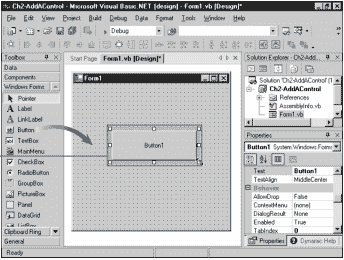 Ch2-AddAControl - Microsoft Visual Basic.NET [design] - Form1.vb [Design]*
File Edit View Project Build Debug Data Format Tools Window Help
Debug
Toolbox
Data
Components
Windows Forms
Pointer
Label
LinkLabel
Button
TextBox
MainMenu
CheckBox
RadioButton
GroupBox
PictureBox
Panel
DataGrid
ListBox
Clipboard Ring
General
Start Page Form1.vb [Design]*
Form1
Button1
Solution Explorer - Ch2-Add...
Solution 'Ch2-AddAControl
Ch2-AddAControl
References
AssemblyInfo.vb
Form1.vb
Properties
Button1 System.Windows.Forms
Text Button1
TextAlign MiddleCenter
Behavior
AllowDrop False
ContextMenu (none)
DialogResult None
Enabled True
TabIndex 0
Properties Dynamic Help
Ready